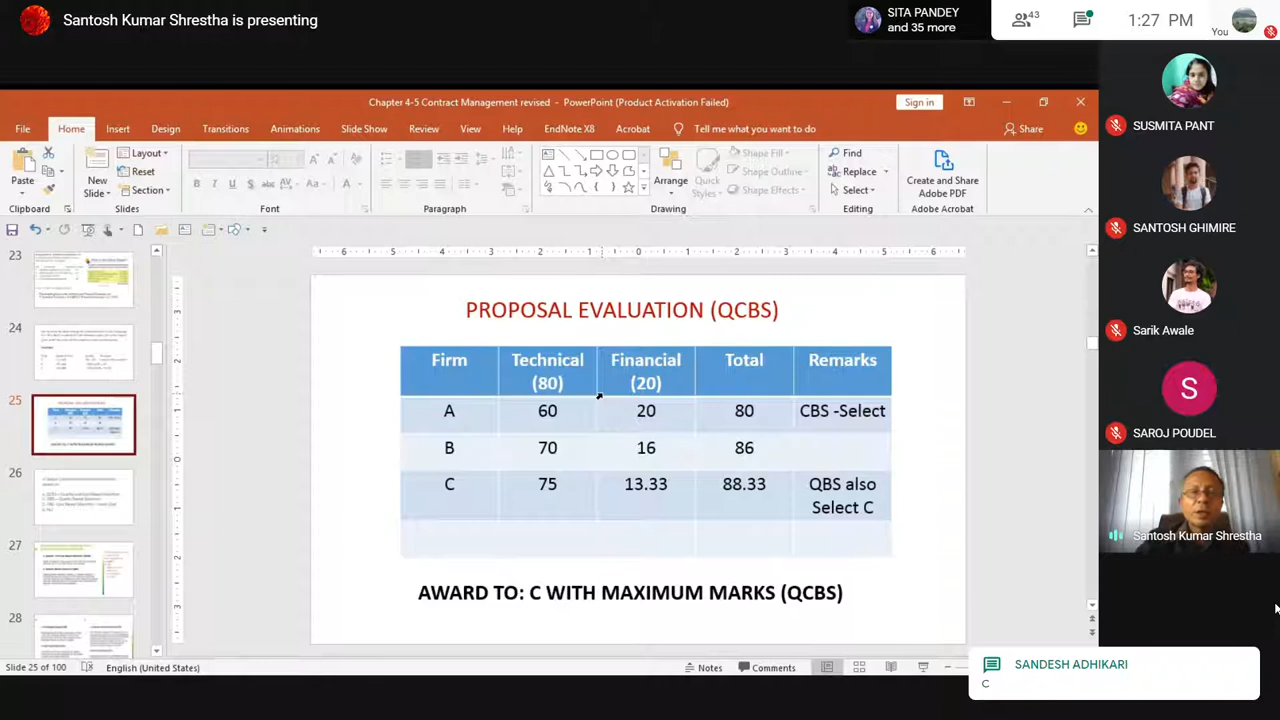 Santosh Kumar Shrestha is presenting
SITA PANDEY
and 35 more
43
1:27 PM
You
Chapter 4-5 Contract Management revised - PowerPoint (Product Activation Failed)
Sign in
File Home Insert Design Transitions Animations Slide Show Review View Help EndNote X8 Acrobat Tell me what you want to do Share
Paste
New
Slide
Layout
Reset
Section
Arrange
Quick
Styles
Shape Fill
Shape Outline
Shape Effects
Find
Replace
Select
Create and Share
Adobe PDF
Clipboard Slides Font Paragraph Drawing Editing Adobe Acrobat
23
24
25
26
27
28
PROPOSAL EVALUATION (QCBS)
Firm Technical (80) Financial (20) Total Remarks
A 60 20 80 CBS -Select
B 70 16 86
C 75 13.33 88.33 QBS also Select C
AWARD TO: C WITH MAXIMUM MARKS (QCBS)
Slide 25 of 100 English (United States) Notes Comments
SUSMITA PANT
SANTOSH GHIMIRE
Sarik Awale
S
SAROJ POUDEL
Santosh Kumar Shrestha
SANDESH ADHIKARI
C